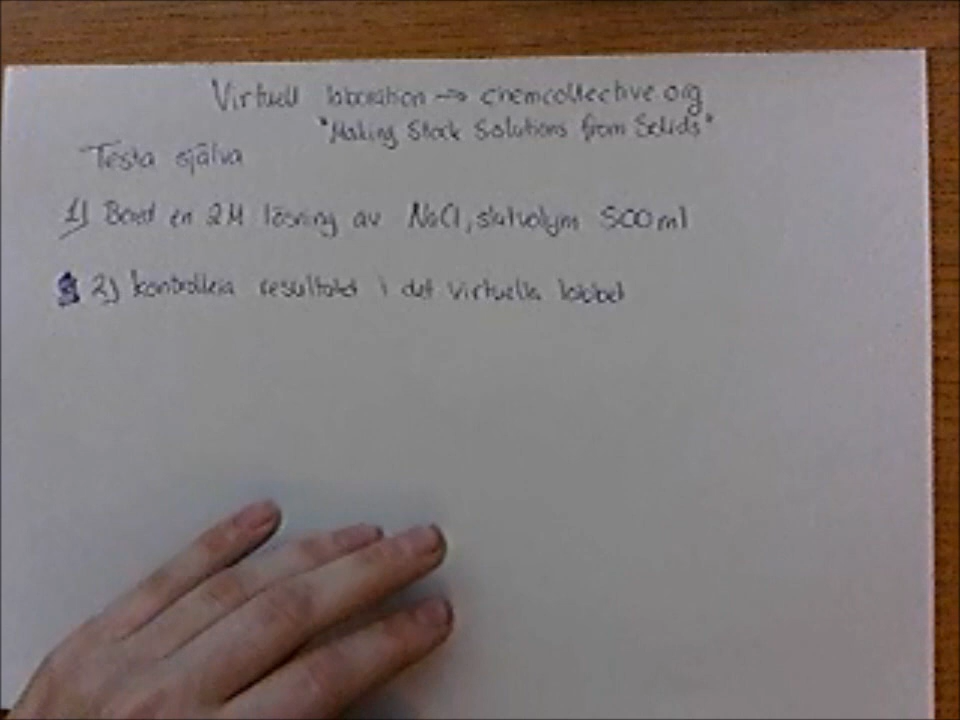 Virtuell laboration → chemcollective.org
"Making Stock Solutions from Solids"
Testa själva
1) Bered en 2M lösning av NaCl, slutvolym 500 ml
2) kontrollera resultatet i det virtuella labbet